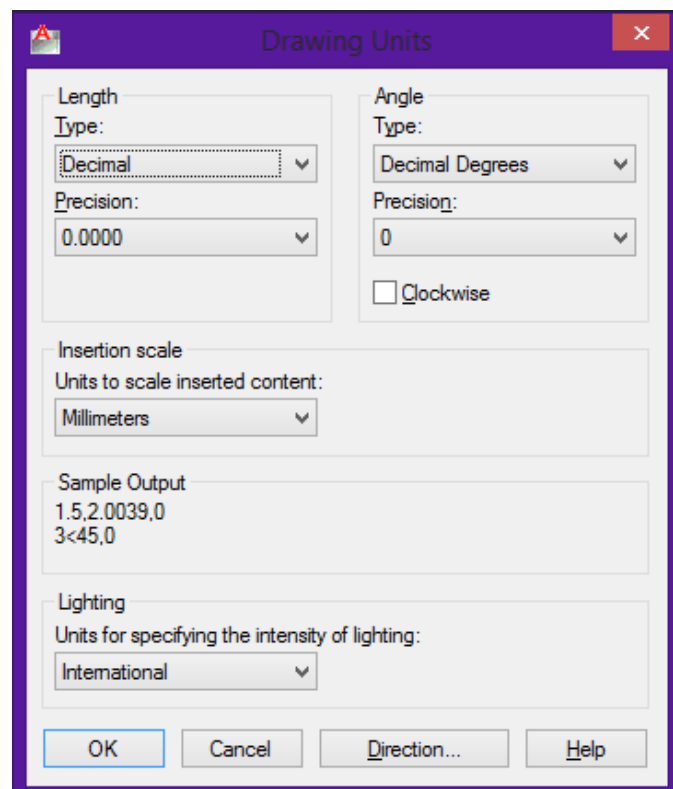 Drawing Units
Length
Type:
Decimal
Precision:
0.0000
Angle
Type:
Decimal Degrees
Precision:
0
Clockwise
Insertion scale
Units to scale inserted content:
Millimeters
Sample Output
1.5,2.0039,0
3<45,0
Lighting
Units for specifying the intensity of lighting:
International
OK
Cancel
Direction...
Help